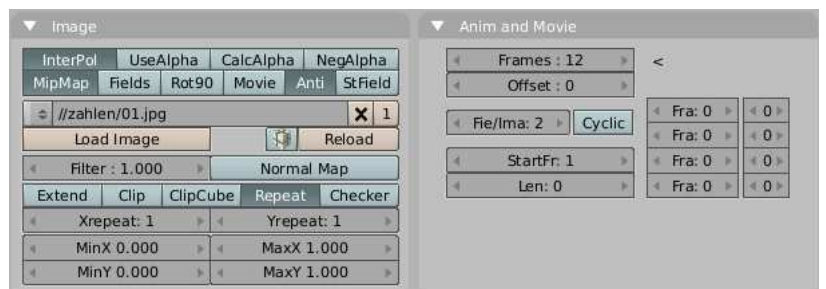 Image
InterPol UseAlpha CalcAlpha NegAlpha
MipMap Fields Rot90 Movie Anti StField
//zahlen/01.jpg X 1
Load Image Reload
Filter : 1.000 Normal Map
Extend Clip ClipCube Repeat Checker
Xrepeat: 1 Yrepeat: 1
MinX 0.000 MaxX 1.000
MinY 0.000 MaxY 1.000
Anim and Movie
Frames : 12 <
Offset : 0
Fie/Ima: 2 Cyclic
StartFr: 1
Len: 0
Fra: 0 0
Fra: 0 0
Fra: 0 0
Fra: 0 0